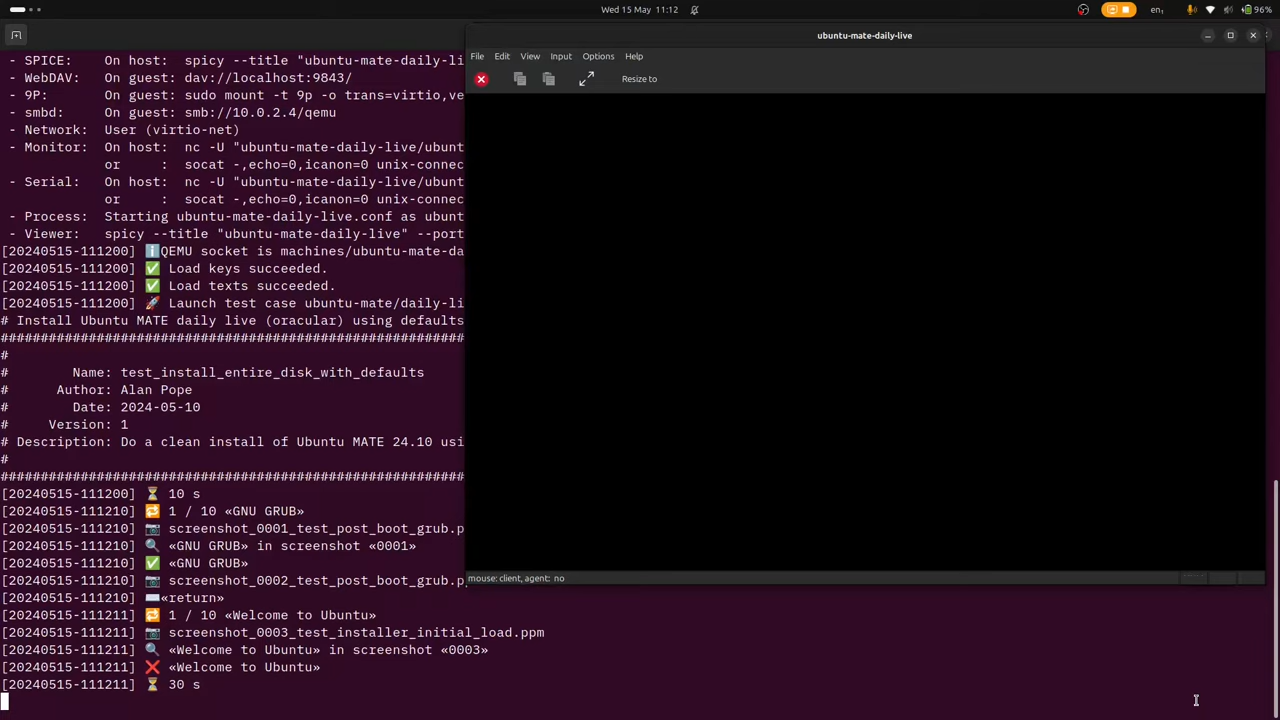 Wed 15 May 11:12
en₁
96%
- SPICE: On host: spicy --title "ubuntu-mate-daily-li
- WebDAV: On guest: dav://localhost:9843/
- 9P: On guest: sudo mount -t 9p -o trans=virtio,ve
- smbd: On guest: smb://10.0.2.4/qemu
- Network: User (virtio-net)
- Monitor: On host: nc -U "ubuntu-mate-daily-live/ubunt
or : socat -,echo=0,icanon=0 unix-connec
- Serial: On host: nc -U "ubuntu-mate-daily-live/ubunt
or : socat -,echo=0,icanon=0 unix-connec
- Process: Starting ubuntu-mate-daily-live.conf as ubunt
- Viewer: spicy --title "ubuntu-mate-daily-live" --port
[20240515-111200] ℹ️QEMU socket is machines/ubuntu-mate-da
[20240515-111200] ✅ Load keys succeeded.
[20240515-111200] ✅ Load texts succeeded.
[20240515-111200] 🚀 Launch test case ubuntu-mate/daily-li
# Install Ubuntu MATE daily live (oracular) using defaults
##########################################################
#
# Name: test_install_entire_disk_with_defaults
# Author: Alan Pope
# Date: 2024-05-10
# Version: 1
# Description: Do a clean install of Ubuntu MATE 24.10 usi
#
##########################################################
[20240515-111200] ⏳ 10 s
[20240515-111210] 🔁 1 / 10 «GNU GRUB»
[20240515-111210] 📷 screenshot_0001_test_post_boot_grub.p
[20240515-111210] 🔍 «GNU GRUB» in screenshot «0001»
[20240515-111210] ✅ «GNU GRUB»
[20240515-111210] 📷 screenshot_0002_test_post_boot_grub.p
[20240515-111210] ⌨️«return»
[20240515-111211] 🔁 1 / 10 «Welcome to Ubuntu»
[20240515-111211] 📷 screenshot_0003_test_installer_initial_load.ppm
[20240515-111211] 🔍 «Welcome to Ubuntu» in screenshot «0003»
[20240515-111211] ❌ «Welcome to Ubuntu»
[20240515-111211] ⏳ 30 s
ubuntu-mate-daily-live
File Edit View Input Options Help
Resize to
mouse: client, agent: no